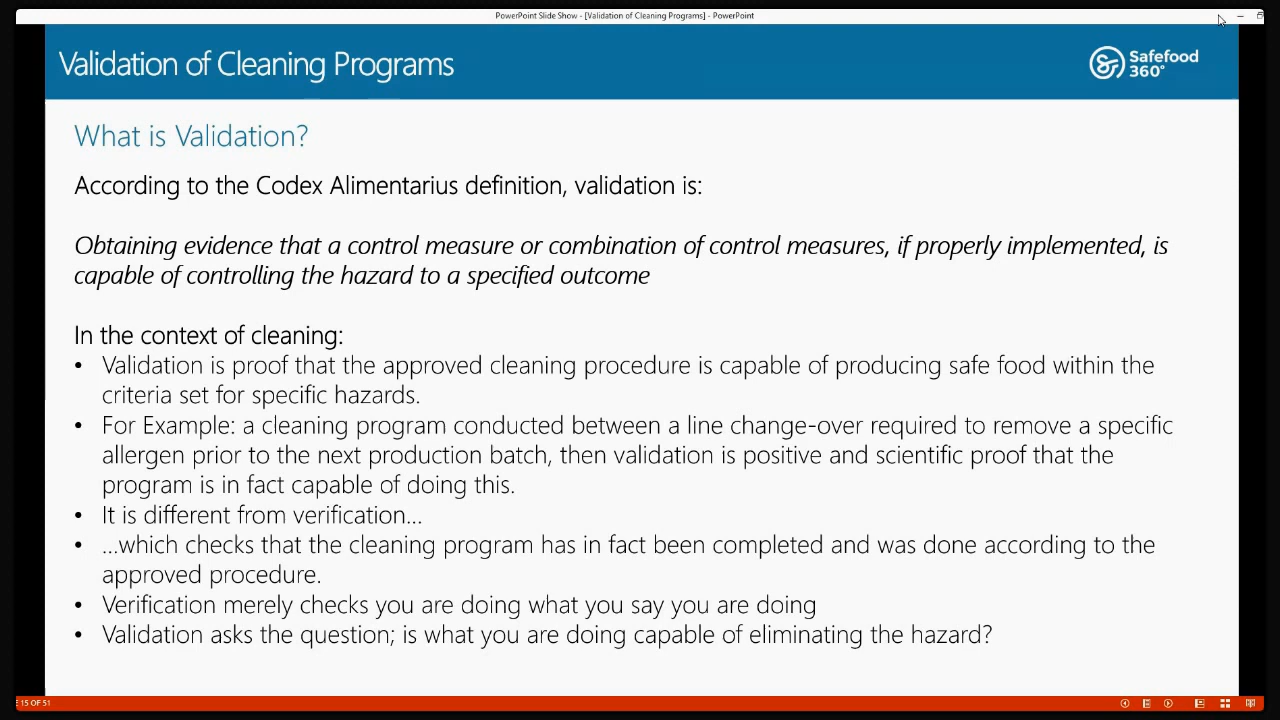 PowerPoint Slide Show - [Validation of Cleaning Programs] - PowerPoint
Validation of Cleaning Programs
Safefood
360°
What is Validation?
According to the Codex Alimentarius definition, validation is:
Obtaining evidence that a control measure or combination of control measures, if properly implemented, is
capable of controlling the hazard to a specified outcome
In the context of cleaning:
• Validation is proof that the approved cleaning procedure is capable of producing safe food within the
criteria set for specific hazards.
• For Example: a cleaning program conducted between a line change-over required to remove a specific
allergen prior to the next production batch, then validation is positive and scientific proof that the
program is in fact capable of doing this.
• It is different from verification...
• ...which checks that the cleaning program has in fact been completed and was done according to the
approved procedure.
• Verification merely checks you are doing what you say you are doing
• Validation asks the question; is what you are doing capable of eliminating the hazard?
E 15 OF 51